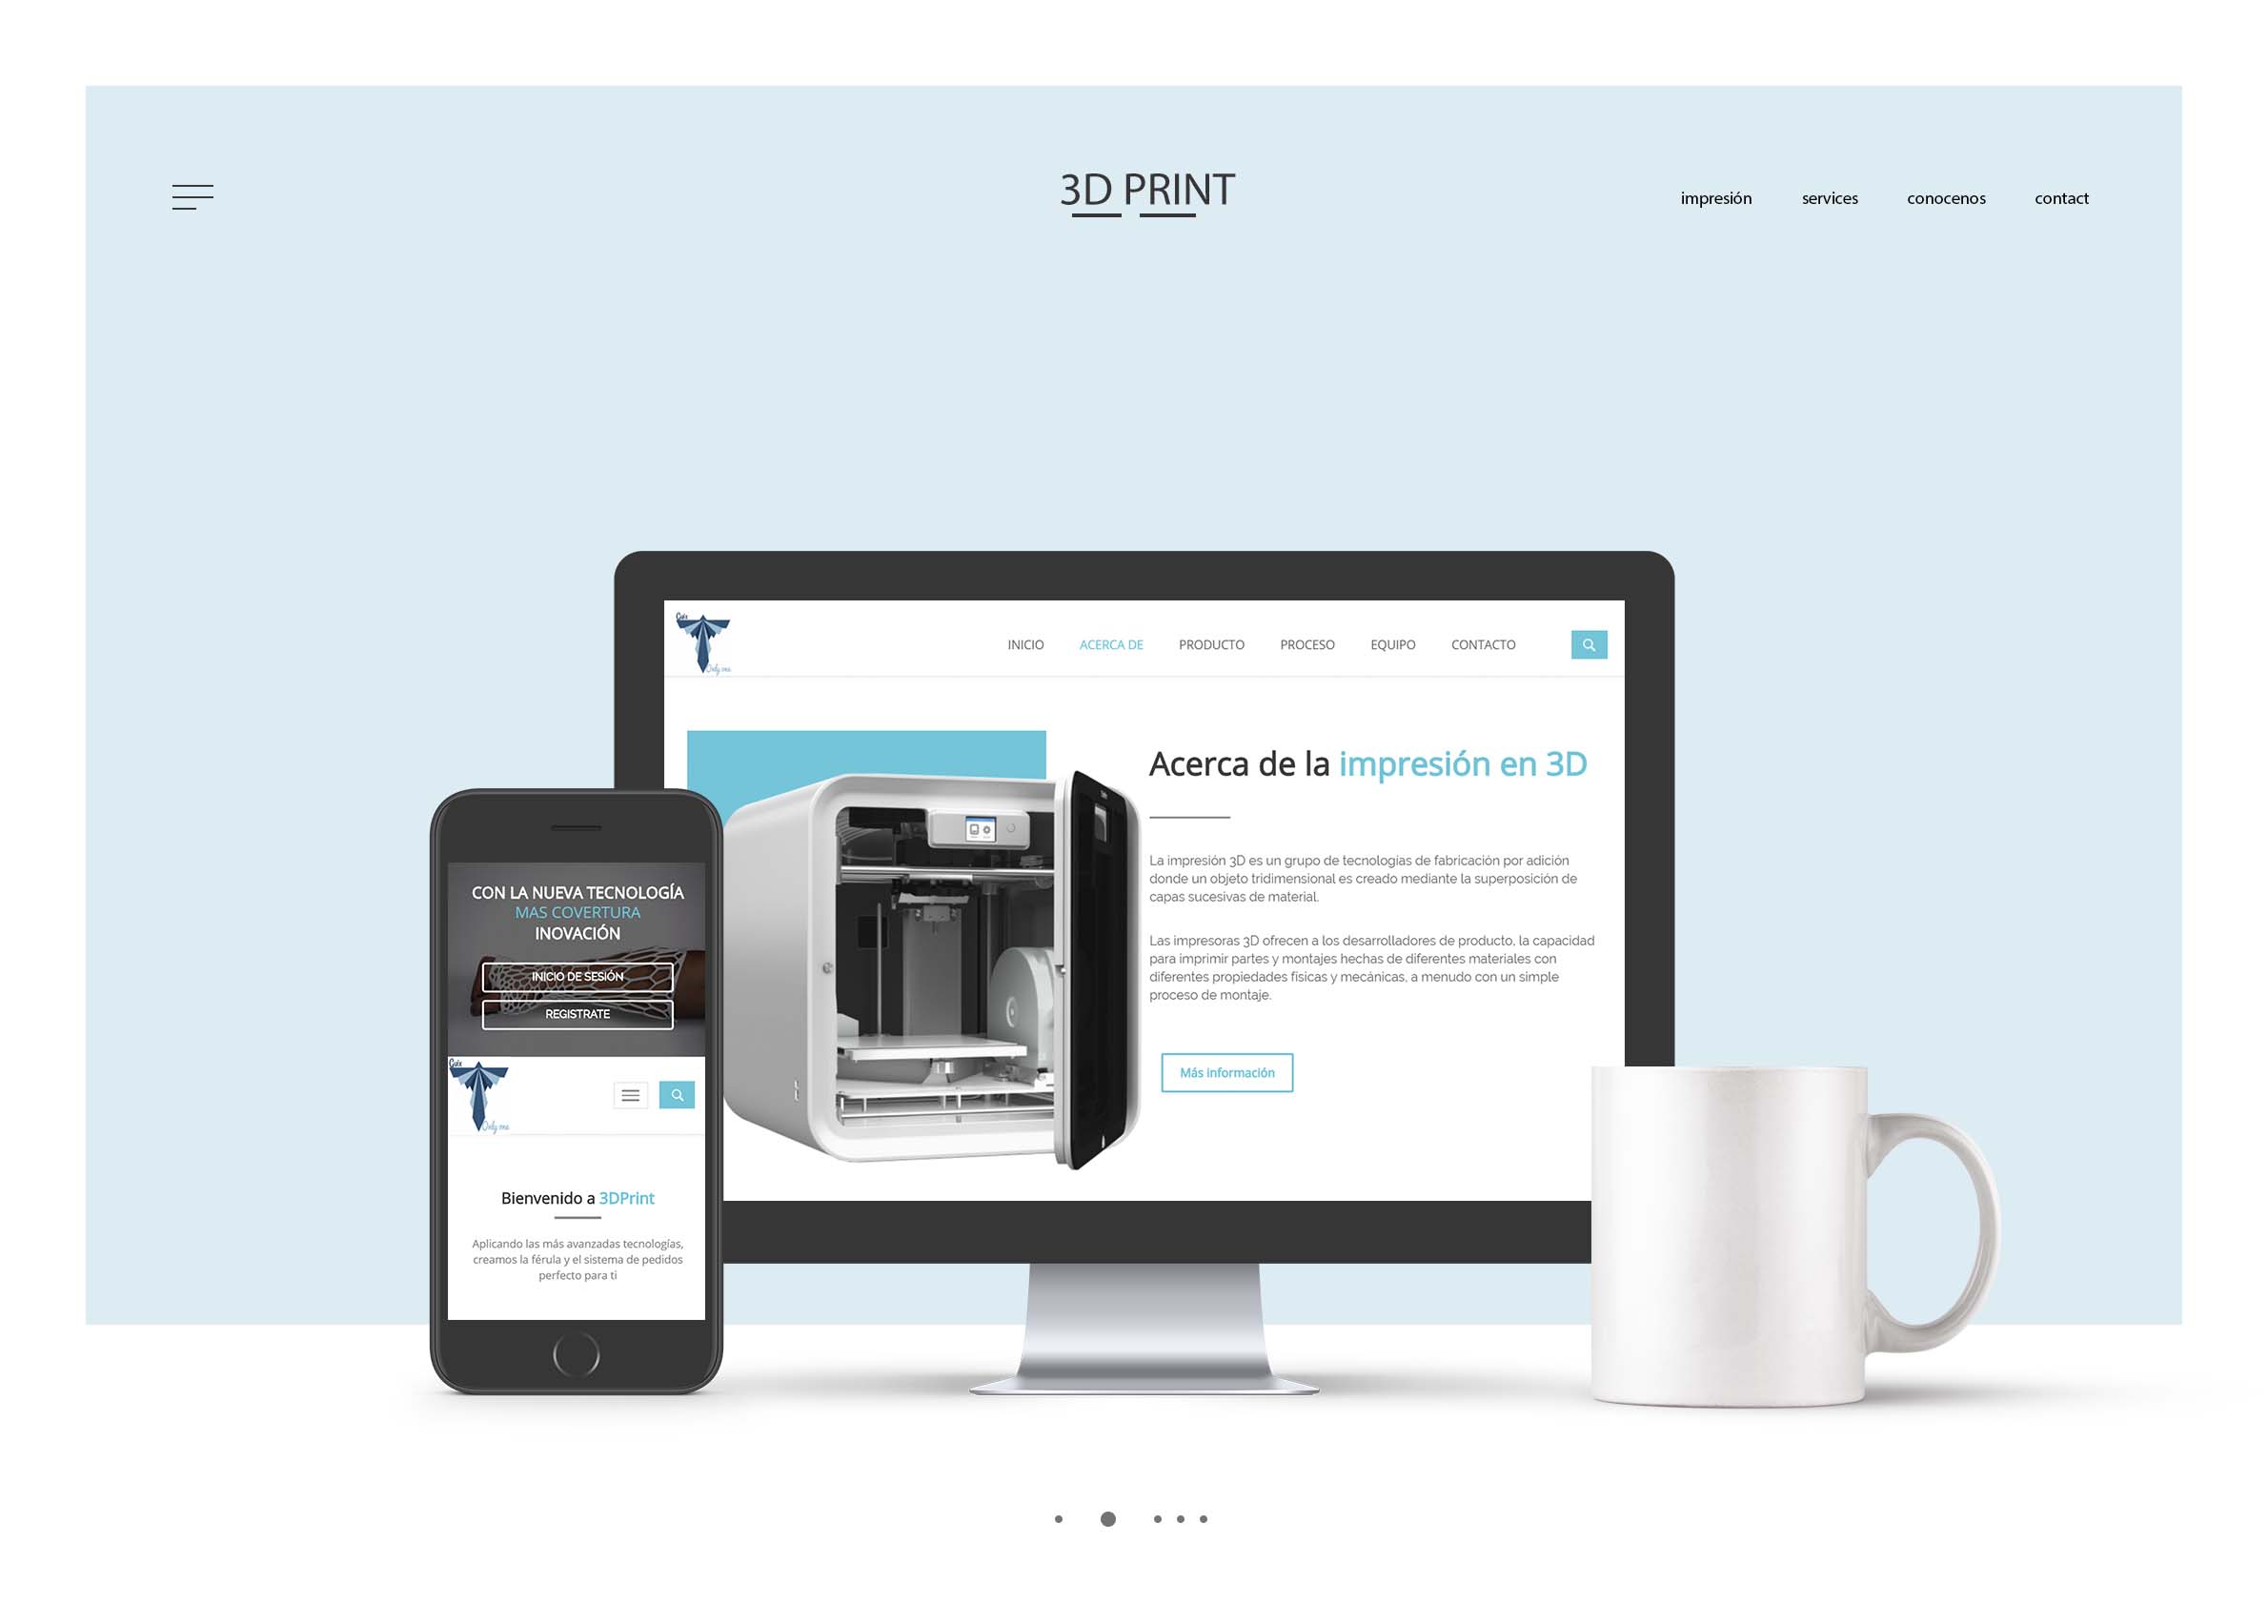 3D PRINT
impresión services conocenos contact
INICIO ACERCA DE PRODUCTO PROCESO EQUIPO CONTACTO
Acerca de la impresión en 3D
La impresión 3D es un grupo de tecnologías de fabricación por adición
donde un objeto tridimensional es creado mediante la superposición de
capas sucesivas de material.
Las impresoras 3D ofrecen a los desarrolladores de producto, la capacidad
para imprimir partes y montajes hechas de diferentes materiales con
diferentes propiedades físicas y mecánicas, a menudo con un simple
proceso de montaje.
Más información
CON LA NUEVA TECNOLOGÍA
MAS COVERTURA
INOVACIÓN
INICIO DE SESIÓN
REGISTRATE
Only one
Bienvenido a 3DPrint
Aplicando las más avanzadas tecnologías,
creamos la férula y el sistema de pedidos
perfecto para ti